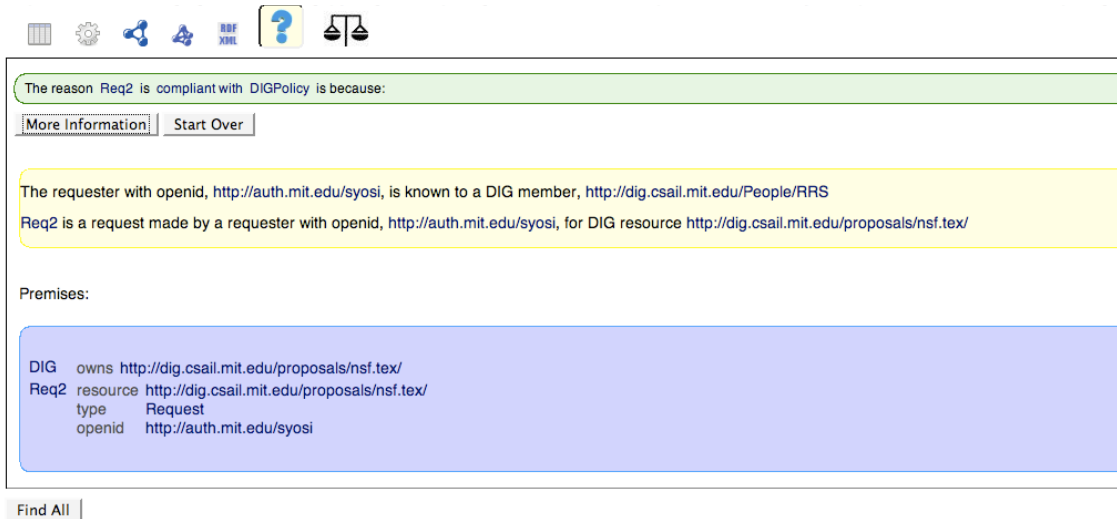 RDF
XML
?
The reason Req2 is compliant with DIGPolicy is because:
More Information Start Over
The requester with openid, http://auth.mit.edu/syosi, is known to a DIG member, http://dig.csail.mit.edu/People/RRS
Req2 is a request made by a requester with openid, http://auth.mit.edu/syosi, for DIG resource http://dig.csail.mit.edu/proposals/nsf.tex/
Premises:
DIG owns http://dig.csail.mit.edu/proposals/nsf.tex/
Req2 resource http://dig.csail.mit.edu/proposals/nsf.tex/
type Request
openid http://auth.mit.edu/syosi
Find All